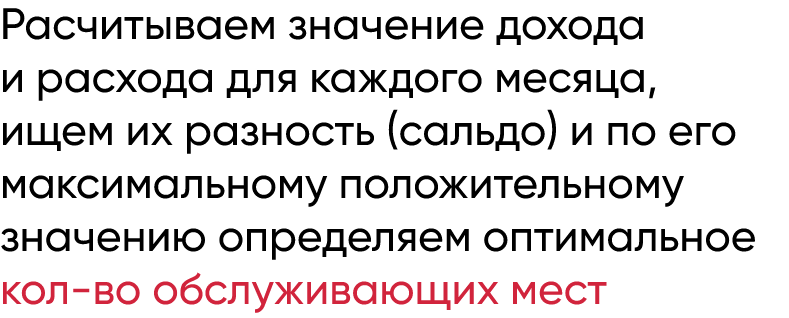 Расчитываем значение дохода
и расхода для каждого месяца,
ищем их разность (сальдо) и по его
максимальному положительному
значению определяем оптимальное
кол-во обслуживающих мест